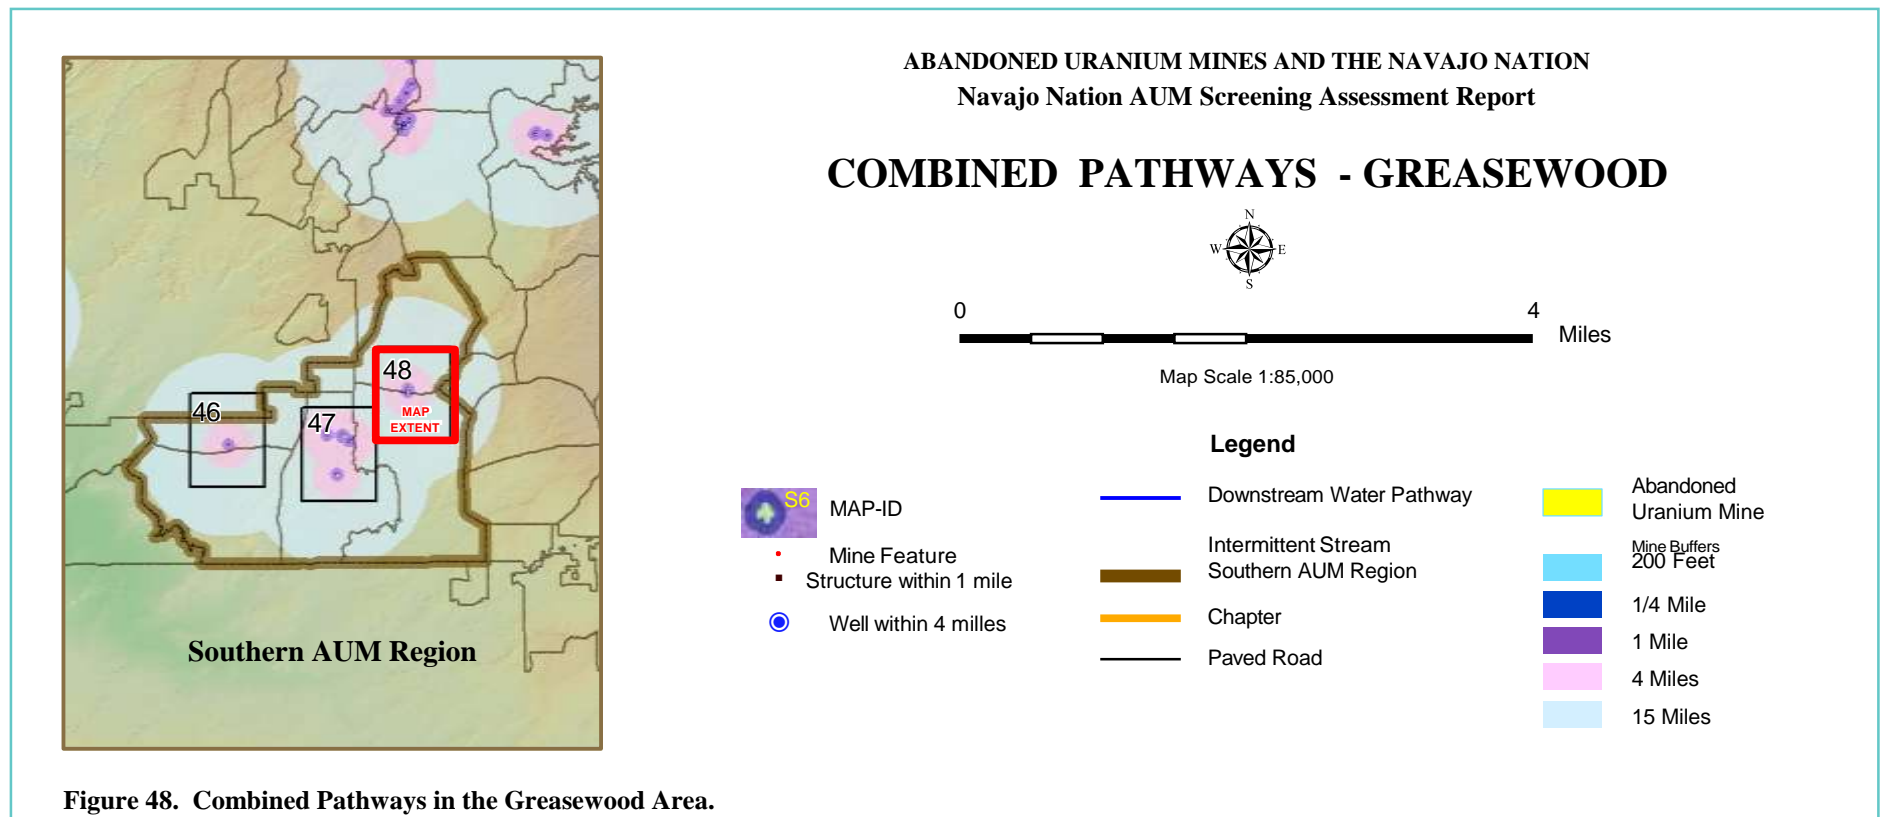 ABANDONED URANIUM MINES AND THE NAVAJO NATION
Navajo Nation AUM Screening Assessment Report
COMBINED PATHWAYS - GREASEWOOD
N
W E
S
0 4
Miles
Map Scale 1:85,000
48
MAP
EXTENT
46
47
Southern AUM Region
Legend
S6
MAP-ID
Mine Feature
Structure within 1 mile
Well within 4 milles
Downstream Water Pathway
Intermittent Stream
Southern AUM Region
Chapter
Paved Road
Abandoned
Uranium Mine
Mine Buffers
200 Feet
1/4 Mile
1 Mile
4 Miles
15 Miles
Figure 48. Combined Pathways in the Greasewood Area.